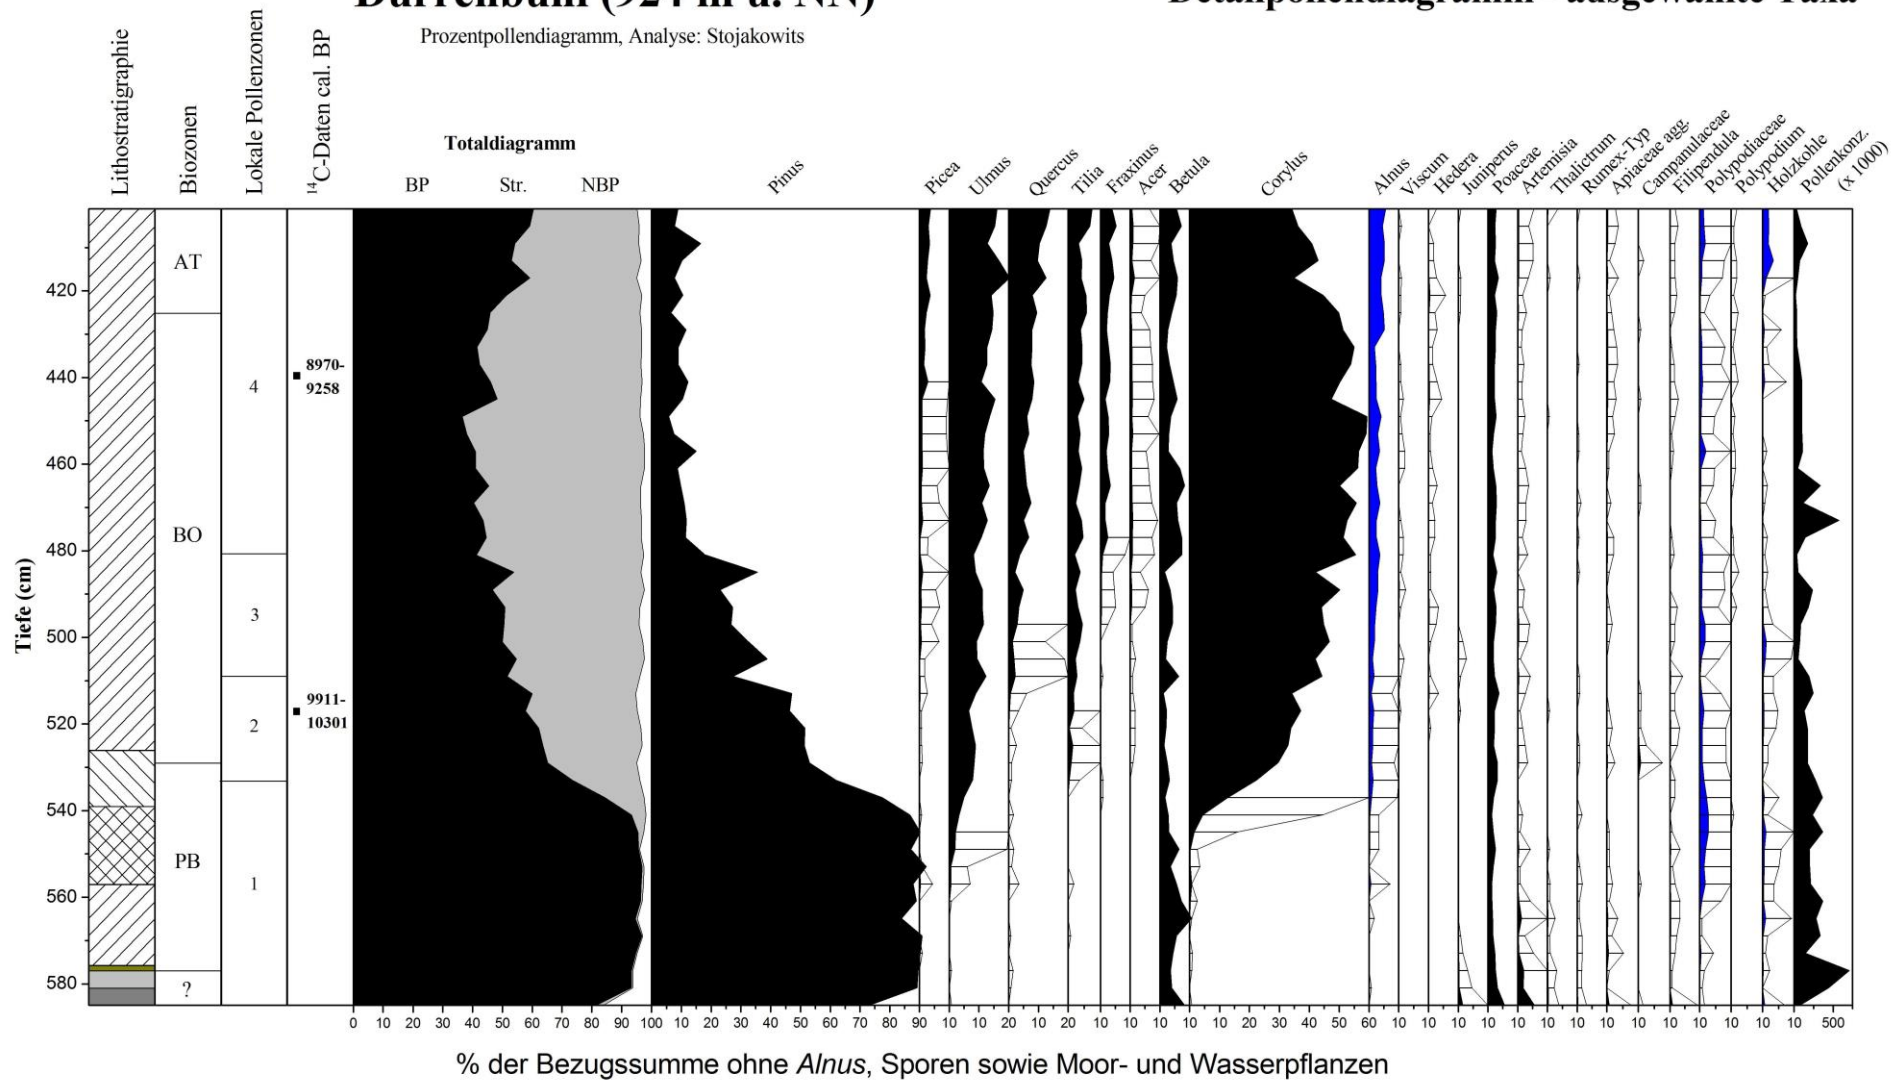 Dürrenbühl (924 m ü. NN)
Detailpollendiagramm - ausgewählte Taxa
Prozentpollendiagramm, Analyse: Stojakowits
Lithostratigraphie
Biozonen
Lokale Pollenzonen
14C-Daten cal. BP
Totaldiagramm
BP
Str.
NBP
Pinus
Picea
Ulmus
Quercus
Tilia
Fraxinus
Acer
Betula
Corylus
Alnus
Viscum
Hedera
Juniperus
Poaceae
Artemisia
Thalictrum
Rumex-Typ
Apiaceae agg.
Campanulaceae
Filipendula
Polypodiaceae
Polypodium
Holzkohle
Pollenkonz.
(x 1000)
Tiefe (cm)
420
440
460
480
500
520
540
560
580
AT
BO
PB
?
4
3
2
1
8970-
9258
9911-
10301
0 10 20 30 40 50 60 70 80 90 100 10 20 30 40 50 60 70 80 90 10 10 20 10 20 10 10 10 10 10 20 30 40 50 60 10 10 10 10 10 10 10 10 10 10 10 10 10 10 500
% der Bezugssumme ohne Alnus, Sporen sowie Moor- und Wasserpflanzen